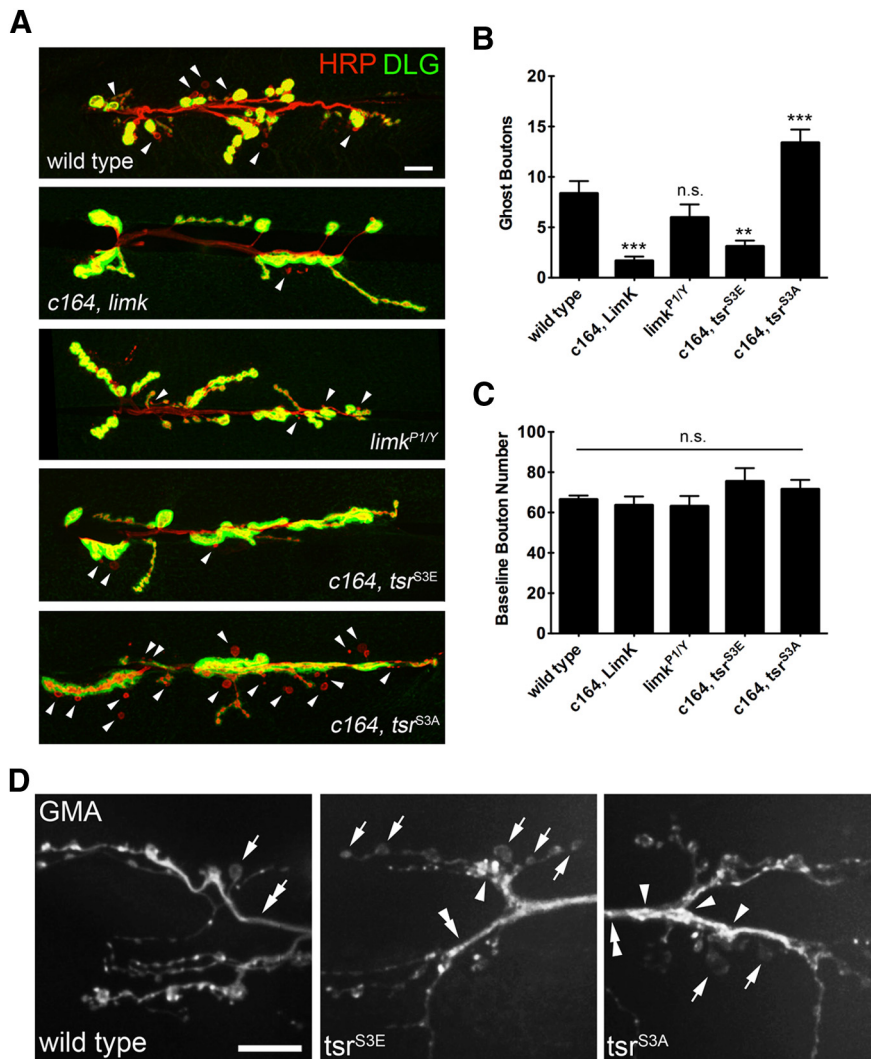 A
HRP DLG
wild type
c164, limk
limk^P1/Y
c164, tsr^S3E
c164, tsr^S3A
B
Ghost Boutons
20
15
10
5
0
***
n.s.
**
***
wild type
c164, LimK
limk^P1/Y
c164, tsr^S3E
c164, tsr^S3A
C
Baseline Bouton Number
100
80
60
40
20
0
n.s.
wild type
c164, LimK
limk^P1/Y
c164, tsr^S3E
c164, tsr^S3A
D
GMA
wild type
tsr^S3E
tsr^S3A